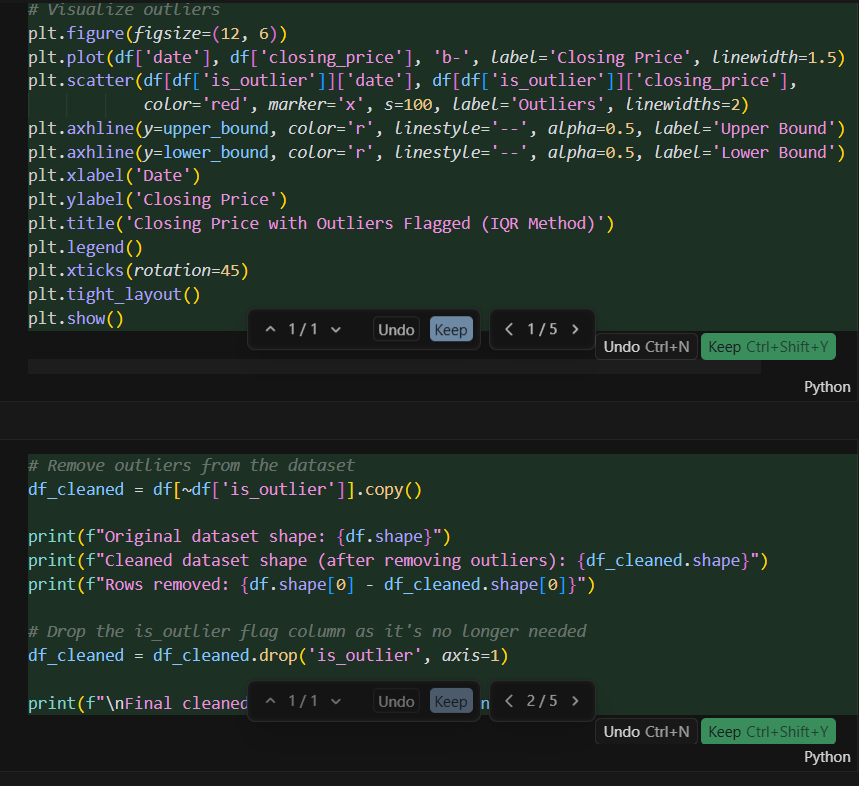 # Visualize outliers
plt.figure(figsize=(12, 6))
plt.plot(df['date'], df['closing_price'], 'b-', label='Closing Price', linewidth=1.5)
plt.scatter(df[df['is_outlier']]['date'], df[df['is_outlier']]['closing_price'],
            color='red', marker='x', s=100, label='Outliers', linewidths=2)
plt.axhline(y=upper_bound, color='r', linestyle='--', alpha=0.5, label='Upper Bound')
plt.axhline(y=lower_bound, color='r', linestyle='--', alpha=0.5, label='Lower Bound')
plt.xlabel('Date')
plt.ylabel('Closing Price')
plt.title('Closing Price with Outliers Flagged (IQR Method)')
plt.legend()
plt.xticks(rotation=45)
plt.tight_layout()
plt.show()
1/1 Undo Keep 1/5
Undo Ctrl+N Keep Ctrl+Shift+Y
Python
# Remove outliers from the dataset
df_cleaned = df[~df['is_outlier']].copy()
print(f"Original dataset shape: {df.shape}")
print(f"Cleaned dataset shape (after removing outliers): {df_cleaned.shape}")
print(f"Rows removed: {df.shape[0] - df_cleaned.shape[0]}")
# Drop the is_outlier flag column as it's no longer needed
df_cleaned = df_cleaned.drop('is_outlier', axis=1)
print(f"\nFinal cleaned
1/1 Undo Keep 2/5
Undo Ctrl+N Keep Ctrl+Shift+Y
Python